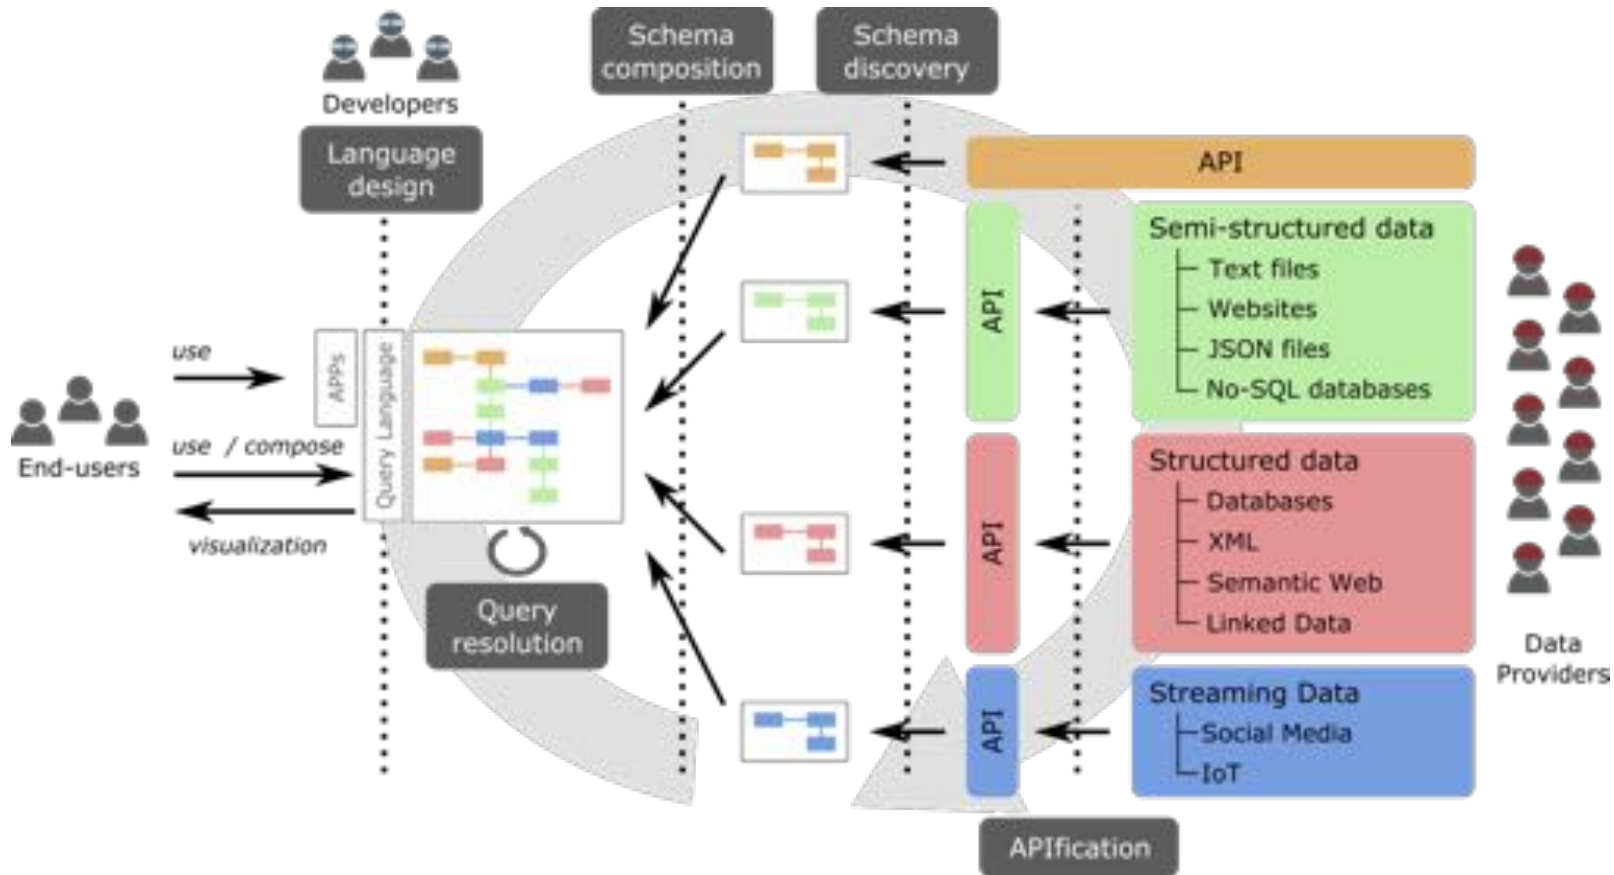 Developers
Language
design
Schema
composition
Schema
discovery
API
API
Semi-structured data
Text files
Websites
JSON files
No-SQL databases
API
Structured data
Databases
XML
Semantic Web
Linked Data
API
Streaming Data
Social Media
IoT
Data
Providers
APIfication
use
APPs
Query Language
End-users
use / compose
visualization
Query
resolution